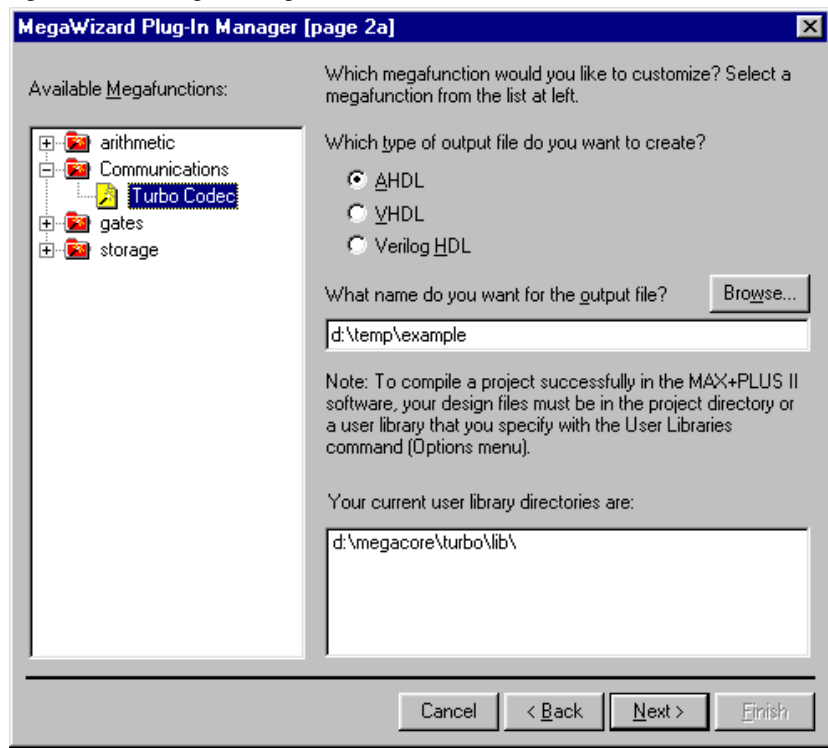 MegaWizard Plug-In Manager [page 2a]
Available Megafunctions:
arithmetic
Communications
Turbo Codec
gates
storage
Which megafunction would you like to customize? Select a
megafunction from the list at left.
Which type of output file do you want to create?
AHDL
VHDL
Verilog HDL
What name do you want for the output file?
Browse...
d:\temp\example
Note: To compile a project successfully in the MAX+PLUS II
software, your design files must be in the project directory or
a user library that you specify with the User Libraries
command (Options menu).
Your current user library directories are:
d:\megacore\turbo\lib\
Cancel
< Back
Next >
Finish